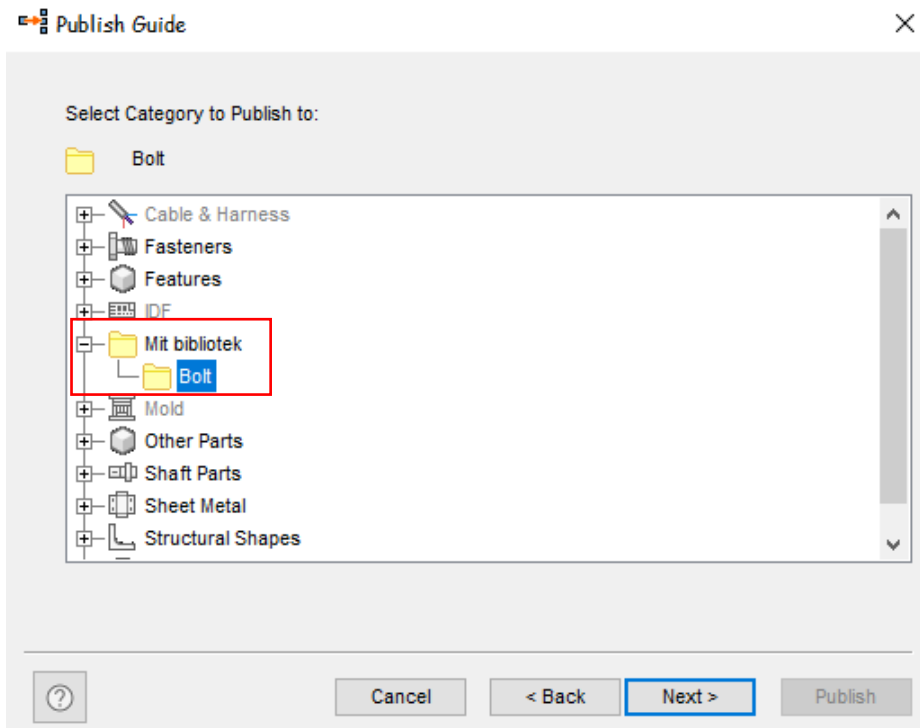 Publish Guide
Select Category to Publish to:
Bolt
Cable & Harness
Fasteners
Features
IDF
Mit bibliotek
Bolt
Mold
Other Parts
Shaft Parts
Sheet Metal
Structural Shapes
? Cancel < Back Next > Publish